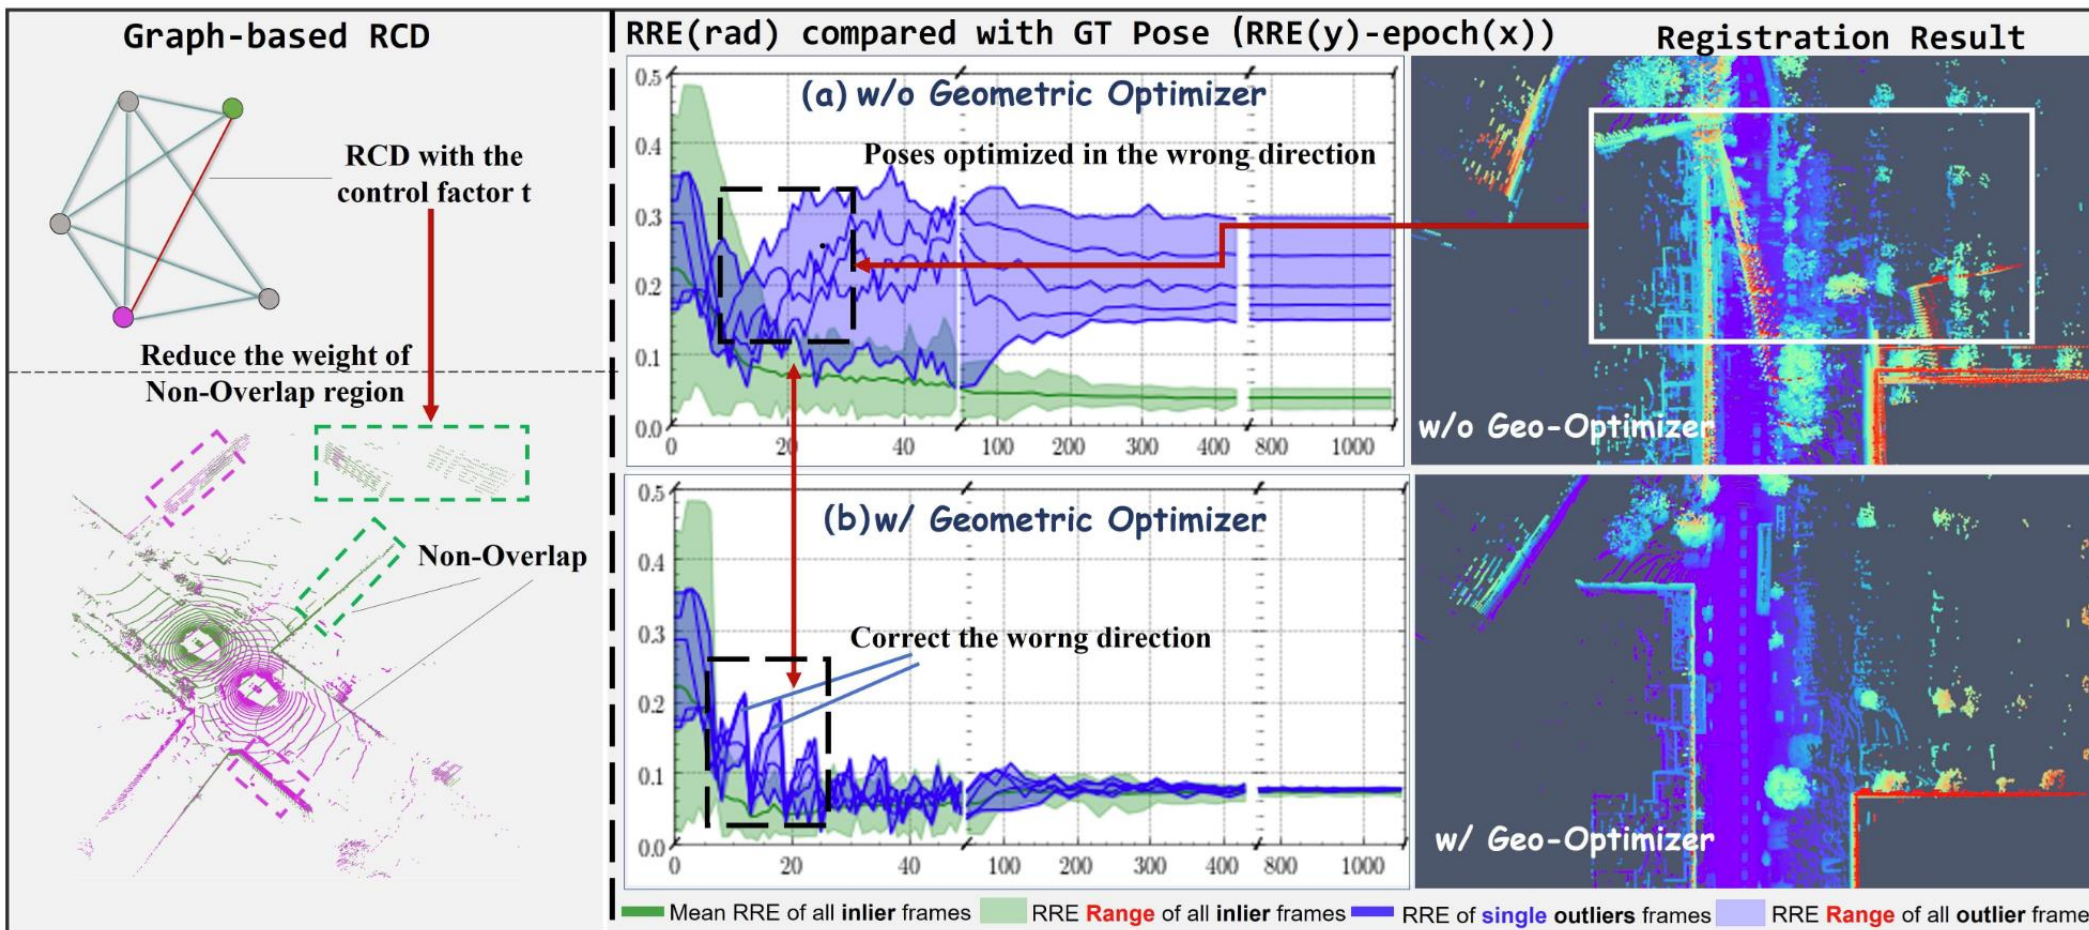 Graph-based RCD
RCD with the
control factor t
Reduce the weight of
Non-Overlap region
Non-Overlap
RRE(rad) compared with GT Pose (RRE(y)-epoch(x))
(a) w/o Geometric Optimizer
Poses optimized in the wrong direction
0.5
0.4
0.3
0.2
0.1
0.0
0 20 40 100 200 300 400 800 1000
(b) w/ Geometric Optimizer
Correct the worng direction
0.5
0.4
0.3
0.2
0.1
0.0
0 20 40 100 200 300 400 800 1000
Registration Result
w/o Geo-Optimizer
w/ Geo-Optimizer
Mean RRE of all inlier frames RRE Range of all inlier frames RRE of single outliers frames RRE Range of all outlier frame